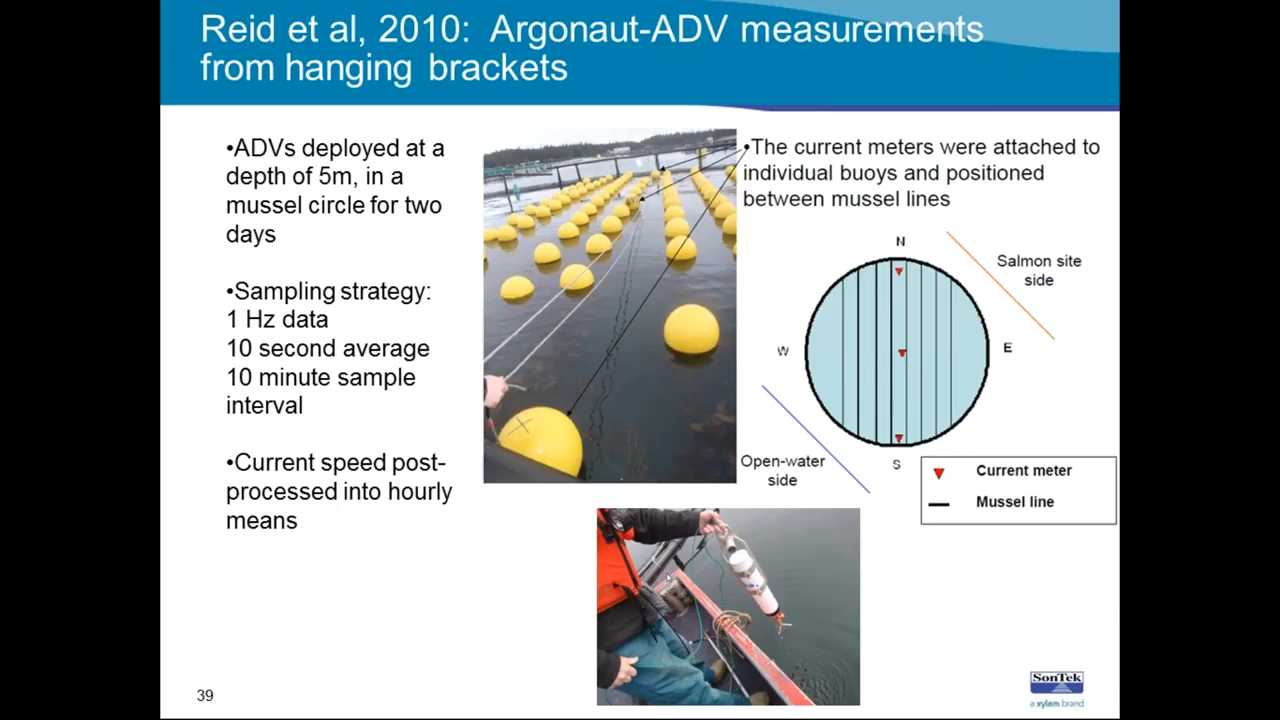 Reid et al, 2010: Argonaut-ADV measurements
from hanging brackets
•ADVs deployed at a
depth of 5m, in a
mussel circle for two
days
•Sampling strategy:
1 Hz data
10 second average
10 minute sample
interval
•Current speed post-
processed into hourly
means
•The current meters were attached to
individual buoys and positioned
between mussel lines
N
Salmon site
side
W
E
Open-water
side
S
Current meter
Mussel line
39
SonTek
a xylem brand